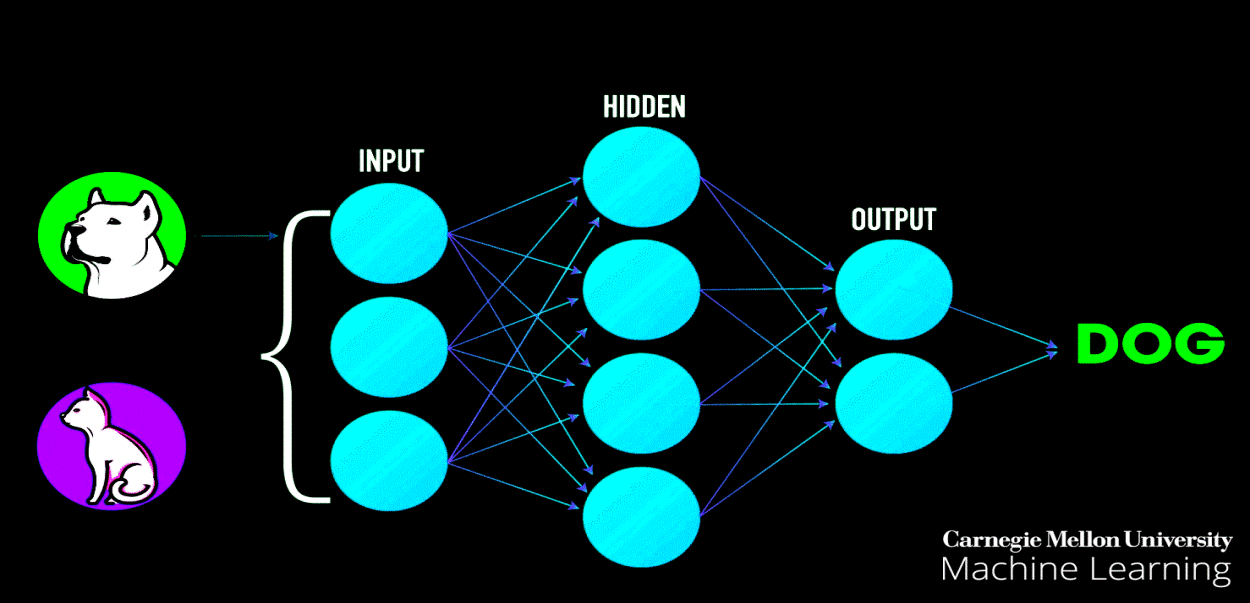 HIDDEN
INPUT
OUTPUT
DOG
Carnegie Mellon University
Machine Learning